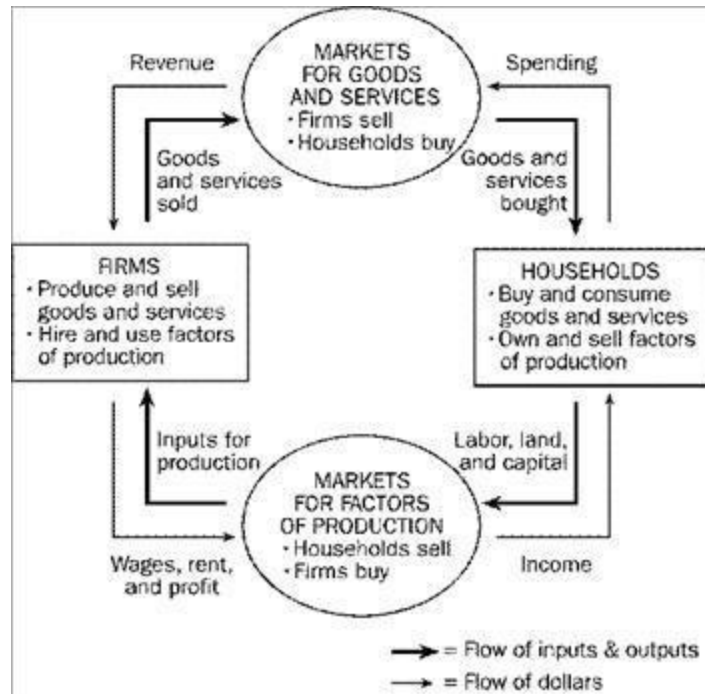 MARKETS
FOR GOODS
AND SERVICES
• Firms sell
• Households buy
Revenue
Spending
Goods
and services
sold
Goods and
services
bought
FIRMS
• Produce and sell
goods and services
• Hire and use factors
of production
HOUSEHOLDS
• Buy and consume
goods and services
• Own and sell factors
of production
Inputs for
production
Labor, land,
and capital
MARKETS
FOR FACTORS
OF PRODUCTION
• Households sell
• Firms buy
Wages, rent,
and profit
Income
= Flow of inputs & outputs
= Flow of dollars